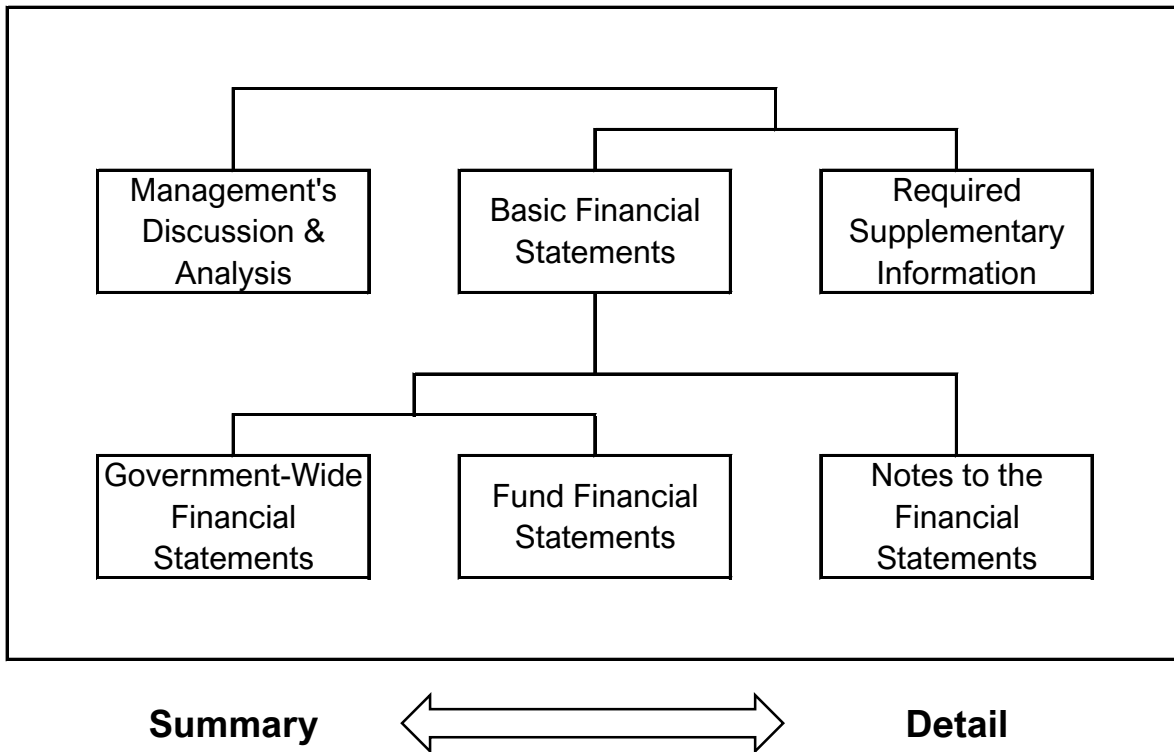 Management's
Discussion &
Analysis
Basic Financial
Statements
Required
Supplementary
Information
Government-Wide
Financial
Statements
Fund Financial
Statements
Notes to the
Financial
Statements
Summary
Detail